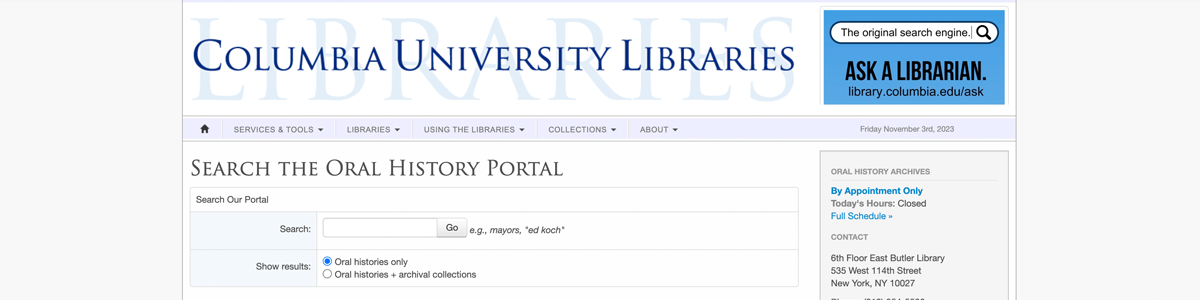 LIBRARIES
COLUMBIA UNIVERSITY LIBRARIES
The original search engine.
ASK A LIBRARIAN.
library.columbia.edu/ask
SERVICES & TOOLS LIBRARIES USING THE LIBRARIES COLLECTIONS ABOUT Friday November 3rd, 2023
SEARCH THE ORAL HISTORY PORTAL
Search Our Portal
Search: Go e.g., mayors, "ed koch"
Show results: Oral histories only
Oral histories + archival collections
ORAL HISTORY ARCHIVES
By Appointment Only
Today's Hours: Closed
Full Schedule »
CONTACT
6th Floor East Butler Library
535 West 114th Street
New York, NY 10027